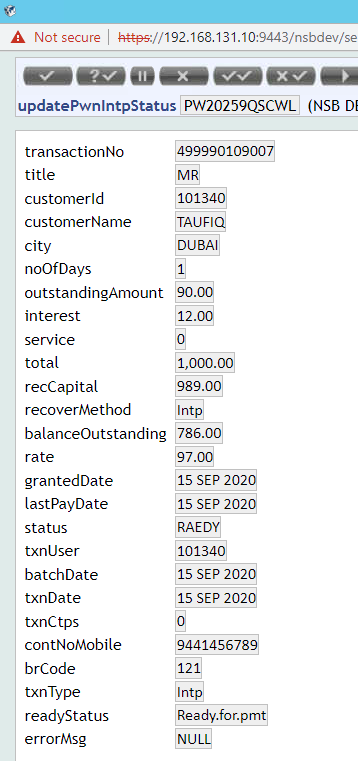 Not secure | https://192.168.131.10:9443/nsbdev/se
updatePwnIntpStatus PW20259QSCWL (NSB DE
transactionNo 499990109007
title MR
customerId 101340
customerName TAUFIQ
city DUBAI
noOfDays 1
outstandingAmount 90.00
interest 12.00
service 0
total 1,000.00
recCapital 989.00
recoverMethod Intp
balanceOutstanding 786.00
rate 97.00
grantedDate 15 SEP 2020
lastPayDate 15 SEP 2020
status RAEDY
txnUser 101340
batchDate 15 SEP 2020
txnDate 15 SEP 2020
txnCtps 0
contNoMobile 9441456789
brCode 121
txnType Intp
readyStatus Ready.for.pmt
errorMsg NULL